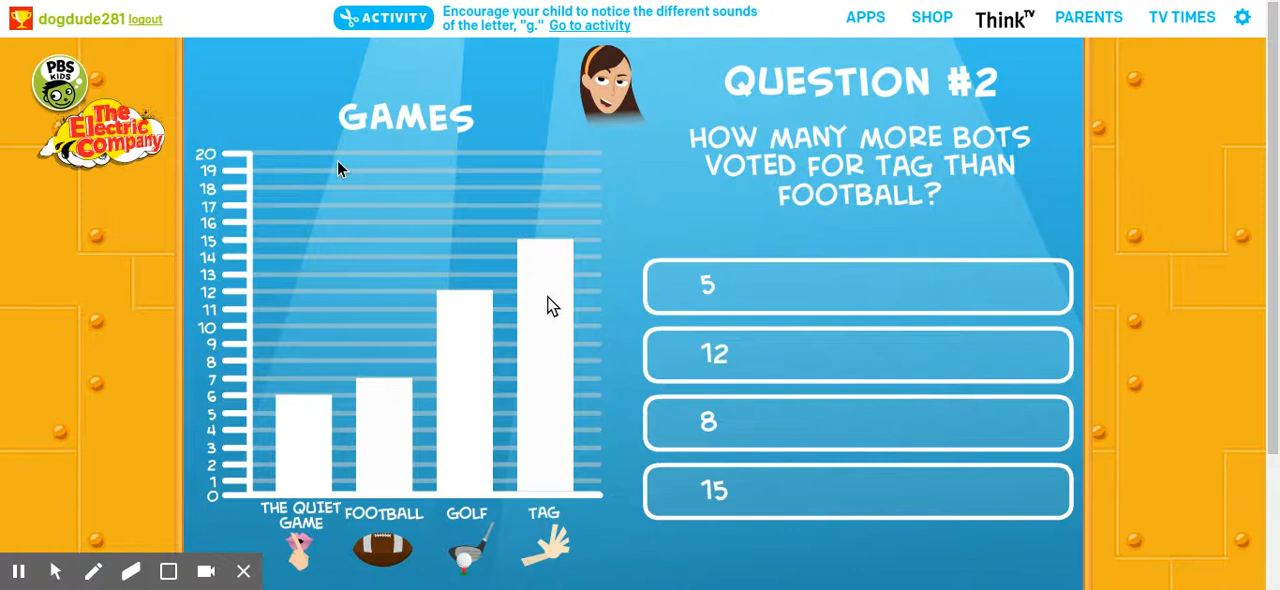 dogdude281 logout
ACTIVITY
Encourage your child to notice the different sounds
of the letter, "g." Go to activity
APPS
SHOP
ThinkTV
PARENTS
TV TIMES
PBS
KIDS
The
Electric
Company
GAMES
20
19
18
17
16
15
14
13
12
11
10
9
8
7
6
5
4
3
2
1
0
THE QUIET
GAME
FOOTBALL
GOLF
TAG
QUESTION #2
HOW MANY MORE BOTS
VOTED FOR TAG THAN
FOOTBALL?
5
12
8
15